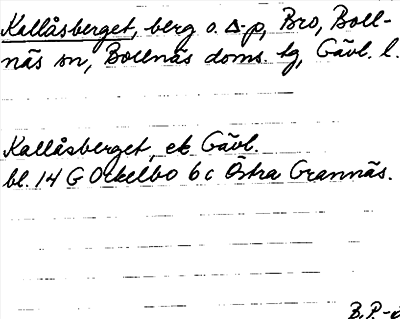 Kallåsberget, berg o. ∆-p, Bro, Boll-
näs sn, Bollnäs doms. tg, Gävl. l.
Kallåsberget, ek Gävl.
bl. 14 G Ockelbo 6 c Östra Grannäs.
B.P.-